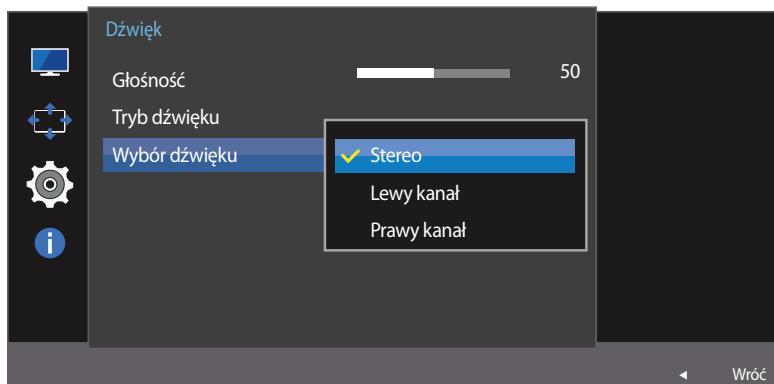 Dźwięk
Głośność 50
Tryb dźwięku
Wybór dźwięku
Stereo
Lewy kanał
Prawy kanał
Wróć